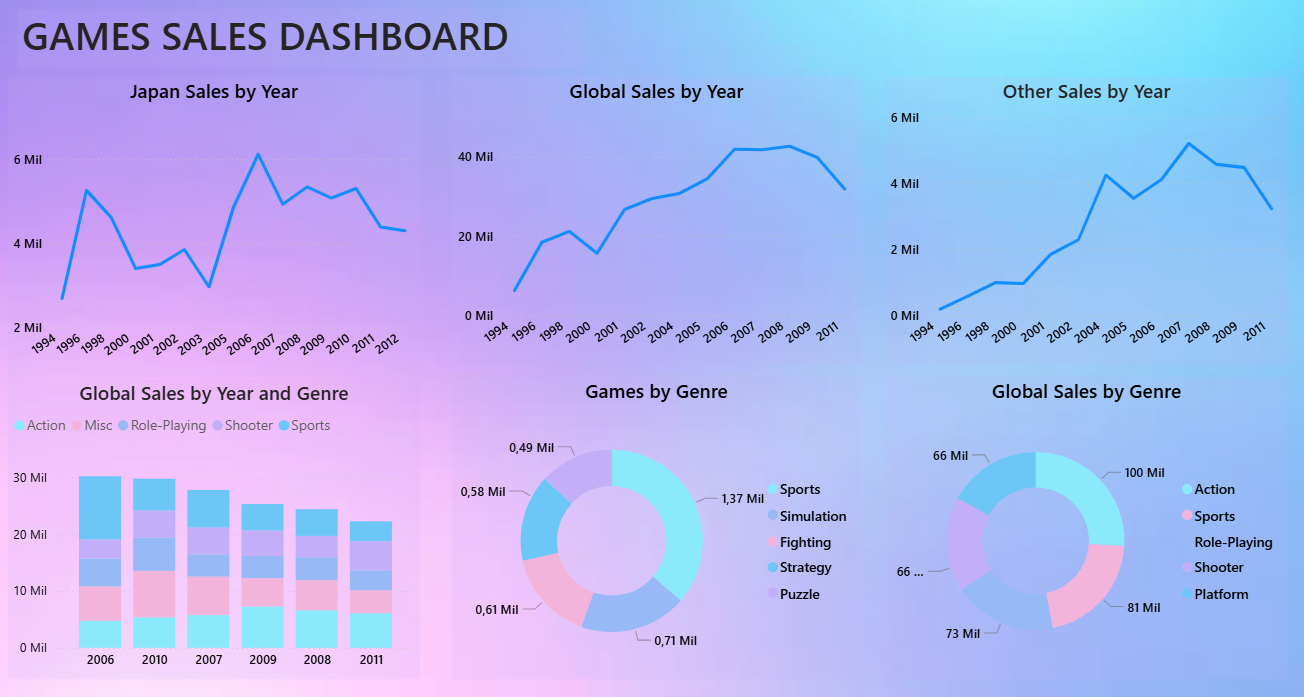 GAMES SALES DASHBOARD
Japan Sales by Year
6 Mil
4 Mil
2 Mil
1994 1996 1998 2000 2001 2002 2003 2005 2006 2007 2008 2009 2010 2011 2012
Global Sales by Year
40 Mil
20 Mil
0 Mil
1994 1996 1998 2000 2001 2002 2004 2005 2006 2007 2008 2009 2011
Other Sales by Year
6 Mil
4 Mil
2 Mil
0 Mil
1994 1996 1998 2000 2001 2002 2004 2005 2006 2007 2008 2009 2011
Global Sales by Year and Genre
Action Misc Role-Playing Shooter Sports
30 Mil
20 Mil
10 Mil
0 Mil
2006 2010 2007 2009 2008 2011
Games by Genre
0,49 Mil
0,58 Mil
1,37 Mil
0,61 Mil
0,71 Mil
Sports
Simulation
Fighting
Strategy
Puzzle
Global Sales by Genre
66 Mil
100 Mil
66 ...
81 Mil
73 Mil
Action
Sports
Role-Playing
Shooter
Platform